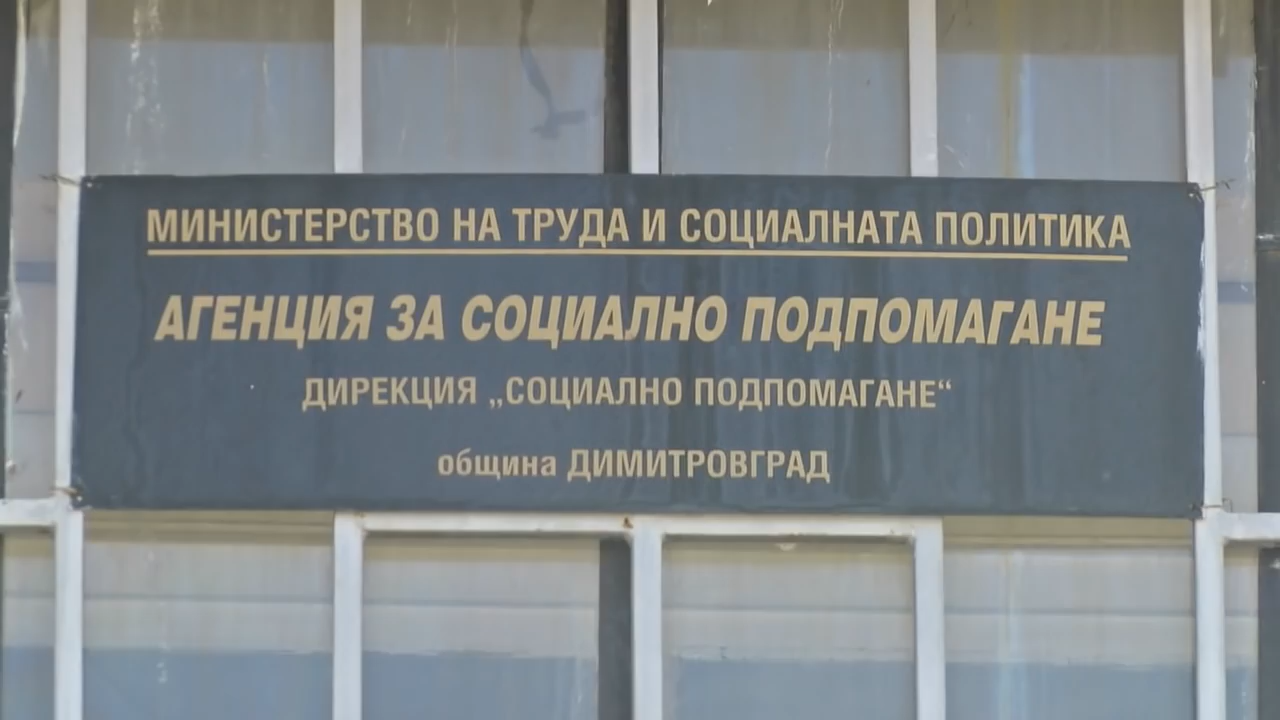 МИНИСТЕРСТВО НА ТРУДА И СОЦИАЛНАТА ПОЛИТИКА
АГЕНЦИЯ ЗА СОЦИАЛНО ПОДПОМАГАНЕ
ДИРЕКЦИЯ „СОЦИАЛНО ПОДПОМАГАНЕ“
община ДИМИТРОВГРАД